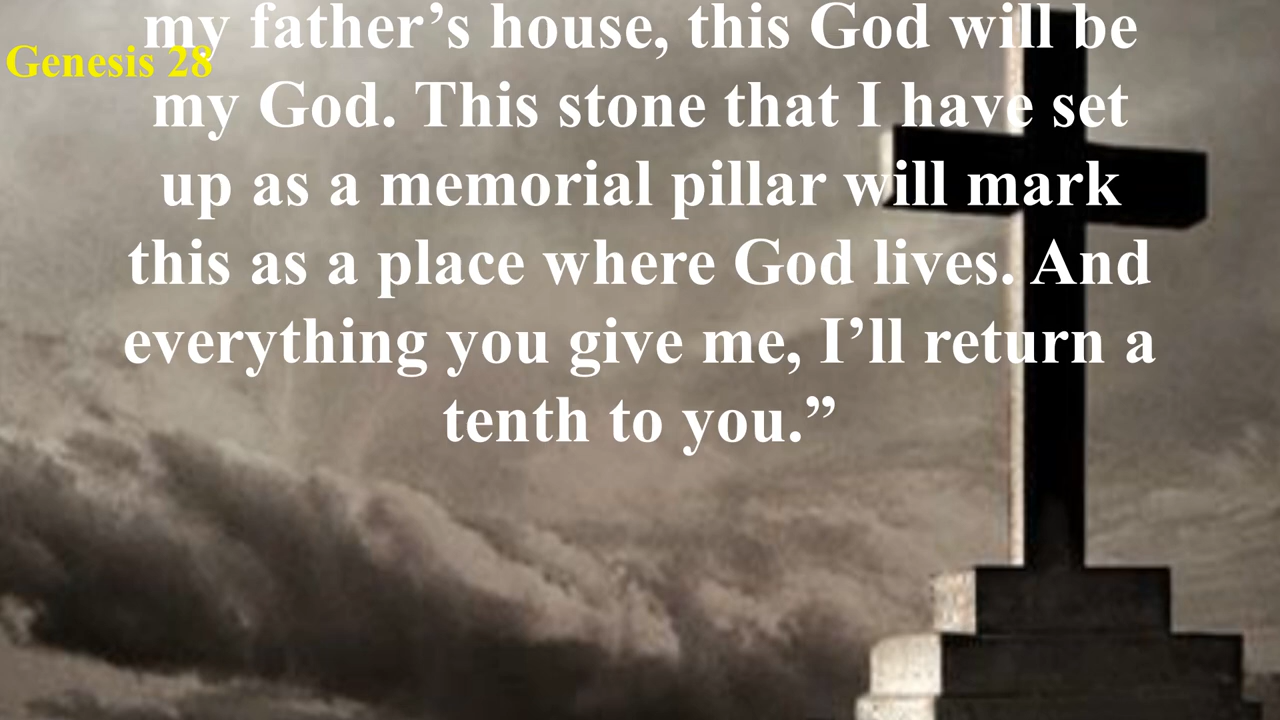 my father’s house, this God will be
Genesis 28
my God. This stone that I have set
up as a memorial pillar will mark
this as a place where God lives. And
everything you give me, I’ll return a
tenth to you.”